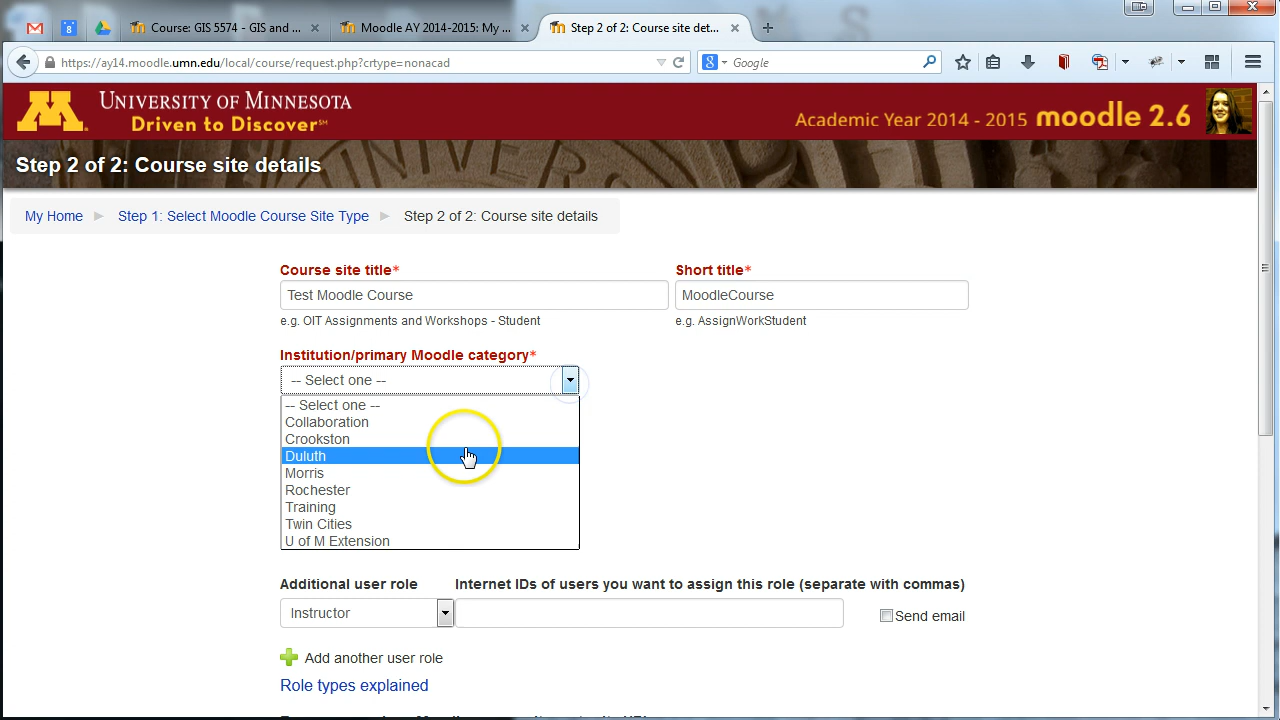 Course: GIS 5574 - GIS and ...
Moodle AY 2014-2015: My ...
Step 2 of 2: Course site det...
https://ay14.moodle.umn.edu/local/course/request.php?crtype=nonacad
Google
UNIVERSITY OF MINNESOTA
Driven to Discover℠
Academic Year 2014 - 2015 moodle 2.6
Step 2 of 2: Course site details
My Home
Step 1: Select Moodle Course Site Type
Step 2 of 2: Course site details
Course site title*
Short title*
Test Moodle Course
MoodleCourse
e.g. OIT Assignments and Workshops - Student
e.g. AssignWorkStudent
Institution/primary Moodle category*
-- Select one --
-- Select one --
Collaboration
Crookston
Duluth
Morris
Rochester
Training
Twin Cities
U of M Extension
Additional user role
Internet IDs of users you want to assign this role (separate with commas)
Instructor
Send email
Add another user role
Role types explained